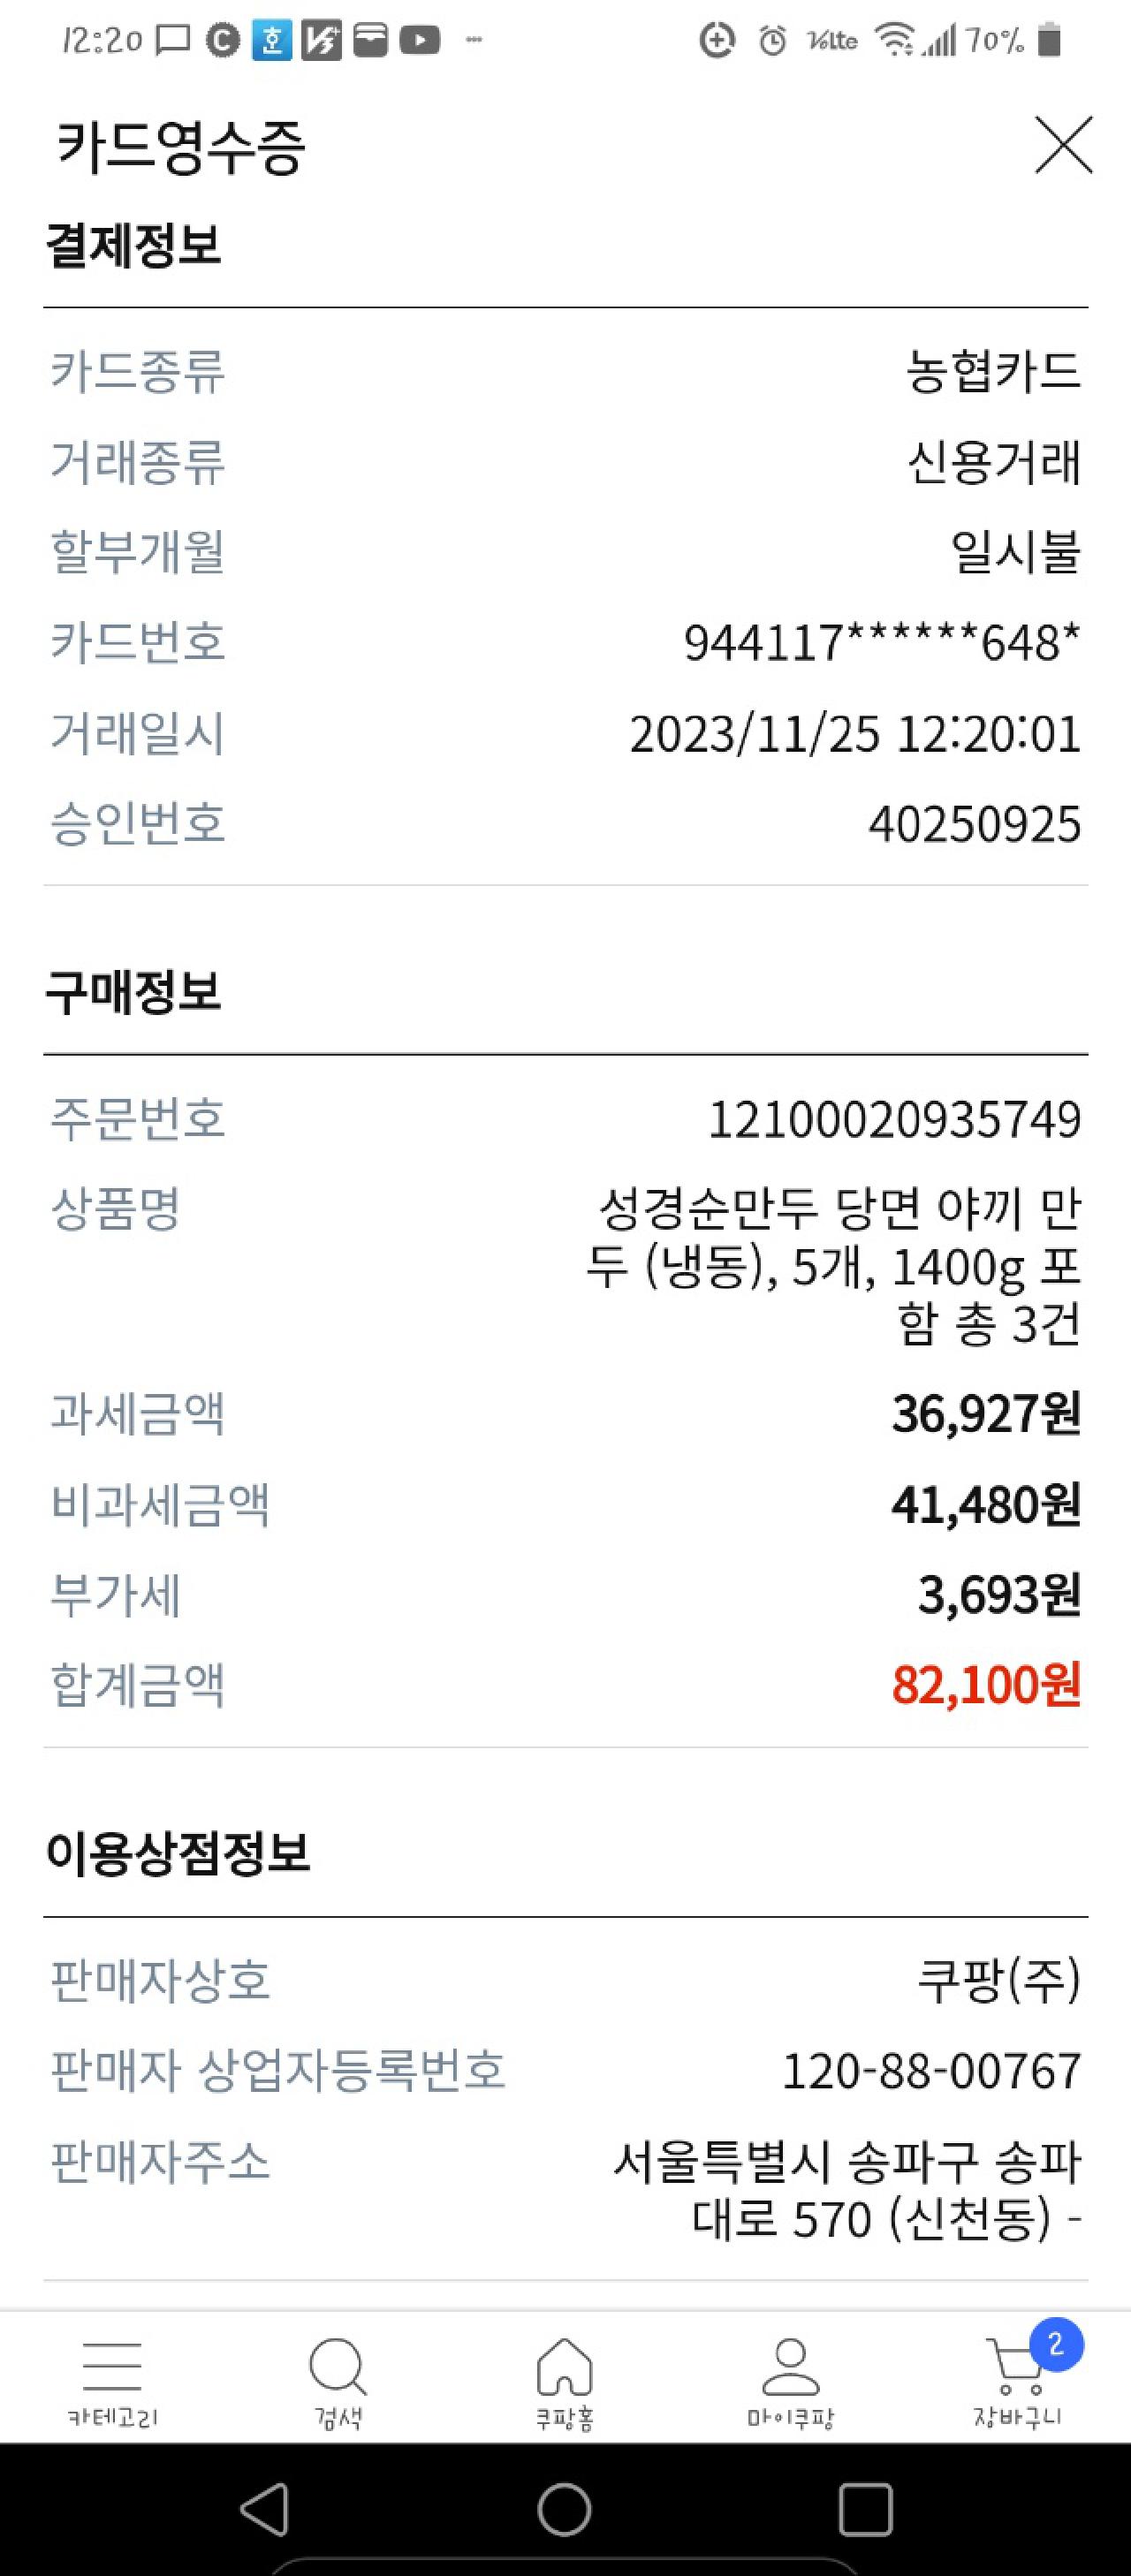 12:20 70%
카드영수증
결제정보
카드종류 농협카드
거래종류 신용거래
할부개월 일시불
카드번호 944117******648*
거래일시 2023/11/25 12:20:01
승인번호 40250925
구매정보
주문번호 12100020935749
상품명 성경순만두 당면 야끼 만
두 (냉동), 5개, 1400g 포
함 총 3건
과세금액 36,927원
비과세금액 41,480원
부가세 3,693원
합계금액 82,100원
이용상점정보
판매자상호 쿠팡(주)
판매자 상업자등록번호 120-88-00767
판매자주소 서울특별시 송파구 송파
대로 570 (신천동) -
2
카테고리 검색 쿠팡홈 마이쿠팡 장바구니